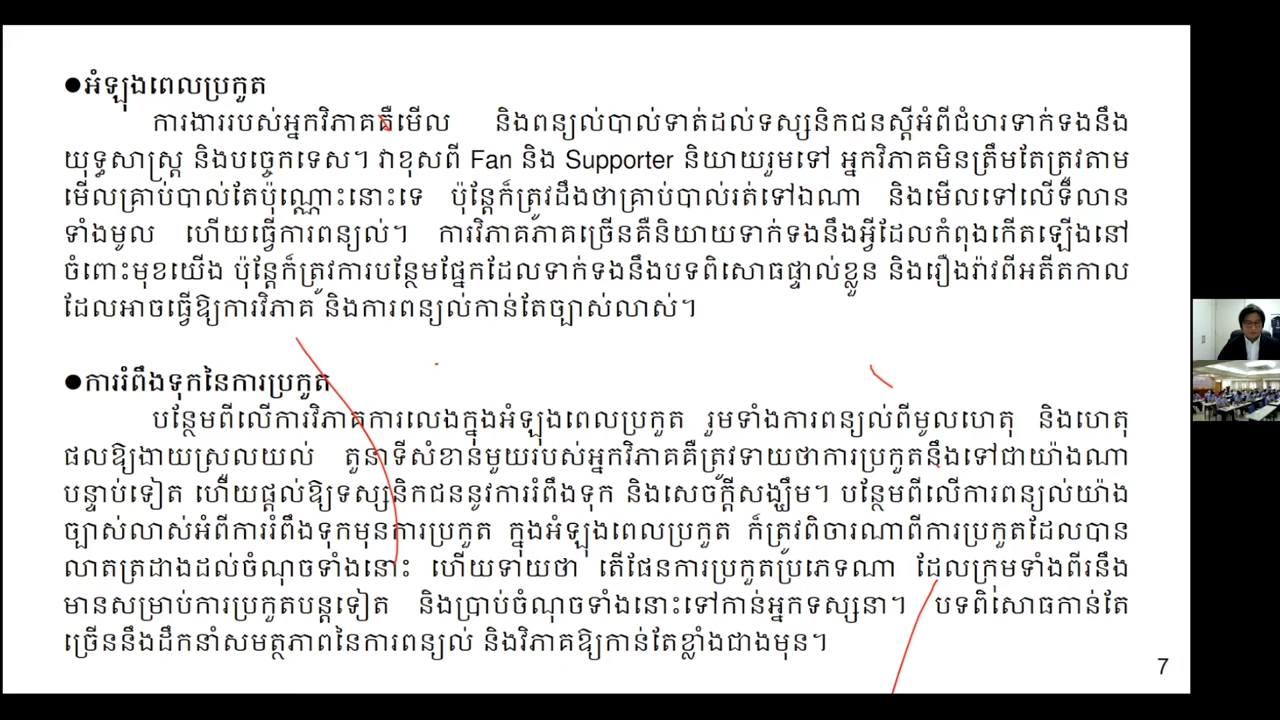 ●អំឡុងពេលប្រកួត
ការងាររបស់អ្នកវិភាគគឺមើល និងពន្យល់បាល់ទាត់ដល់ទស្សនិកជនស្តីអំពីជំហរទាក់ទងនឹង
យុទ្ធសាស្ត្រ និងបច្ចេកទេស។ វាខុសពី Fan និង Supporter និយាយរួមទៅ អ្នកវិភាគមិនត្រឹមតែត្រូវតាម
មើលគ្រាប់បាល់តែប៉ុណ្ណោះនោះទេ ប៉ុន្តែក៏ត្រូវដឹងថាគ្រាប់បាល់រត់ទៅឯណា និងមើលទៅលើទីលាន
ទាំងមូល ហើយធ្វើការពន្យល់។ ការវិភាគភាគច្រើនគឺនិយាយទាក់ទងនឹងអ្វីដែលកំពុងកើតឡើងនៅ
ចំពោះមុខយើង ប៉ុន្តែក៏ត្រូវការបន្ថែមផ្នែកដែលទាក់ទងនឹងបទពិសោធផ្ទាល់ខ្លួន និងរឿងរ៉ាវពីអតីតកាល
ដែលអាចធ្វើឱ្យការវិភាគ និងការពន្យល់កាន់តែច្បាស់លាស់។
●ការរំពឹងទុកនៃការប្រកួត
បន្ថែមពីលើការវិភាគការលេងក្នុងអំឡុងពេលប្រកួត រួមទាំងការពន្យល់ពីមូលហេតុ និងហេតុ
ផលឱ្យងាយស្រួលយល់ តួនាទីសំខាន់មួយរបស់អ្នកវិភាគគឺត្រូវទាយថាការប្រកួតនឹងទៅជាយ៉ាងណា
បន្ទាប់ទៀត ហើយផ្តល់ឱ្យទស្សនិកជននូវការរំពឹងទុក និងសេចក្តីសង្ឃឹម។ បន្ថែមពីលើការពន្យល់យ៉ាង
ច្បាស់លាស់អំពីការរំពឹងទុកមុនការប្រកួត ក្នុងអំឡុងពេលប្រកួត ក៏ត្រូវពិចារណាពីការប្រកួតដែលបាន
លាតត្រដាងដល់ចំណុចទាំងនោះ ហើយទាយថា តើផែនការប្រកួតប្រភេទណា ដែលក្រុមទាំងពីរនឹង
មានសម្រាប់ការប្រកួតបន្តទៀត និងប្រាប់ចំណុចទាំងនោះទៅកាន់អ្នកទស្សនា។ បទពិសោធកាន់តែ
ច្រើននឹងដឹកនាំសមត្ថភាពនៃការពន្យល់ និងវិភាគឱ្យកាន់តែខ្លាំងជាងមុន។
7